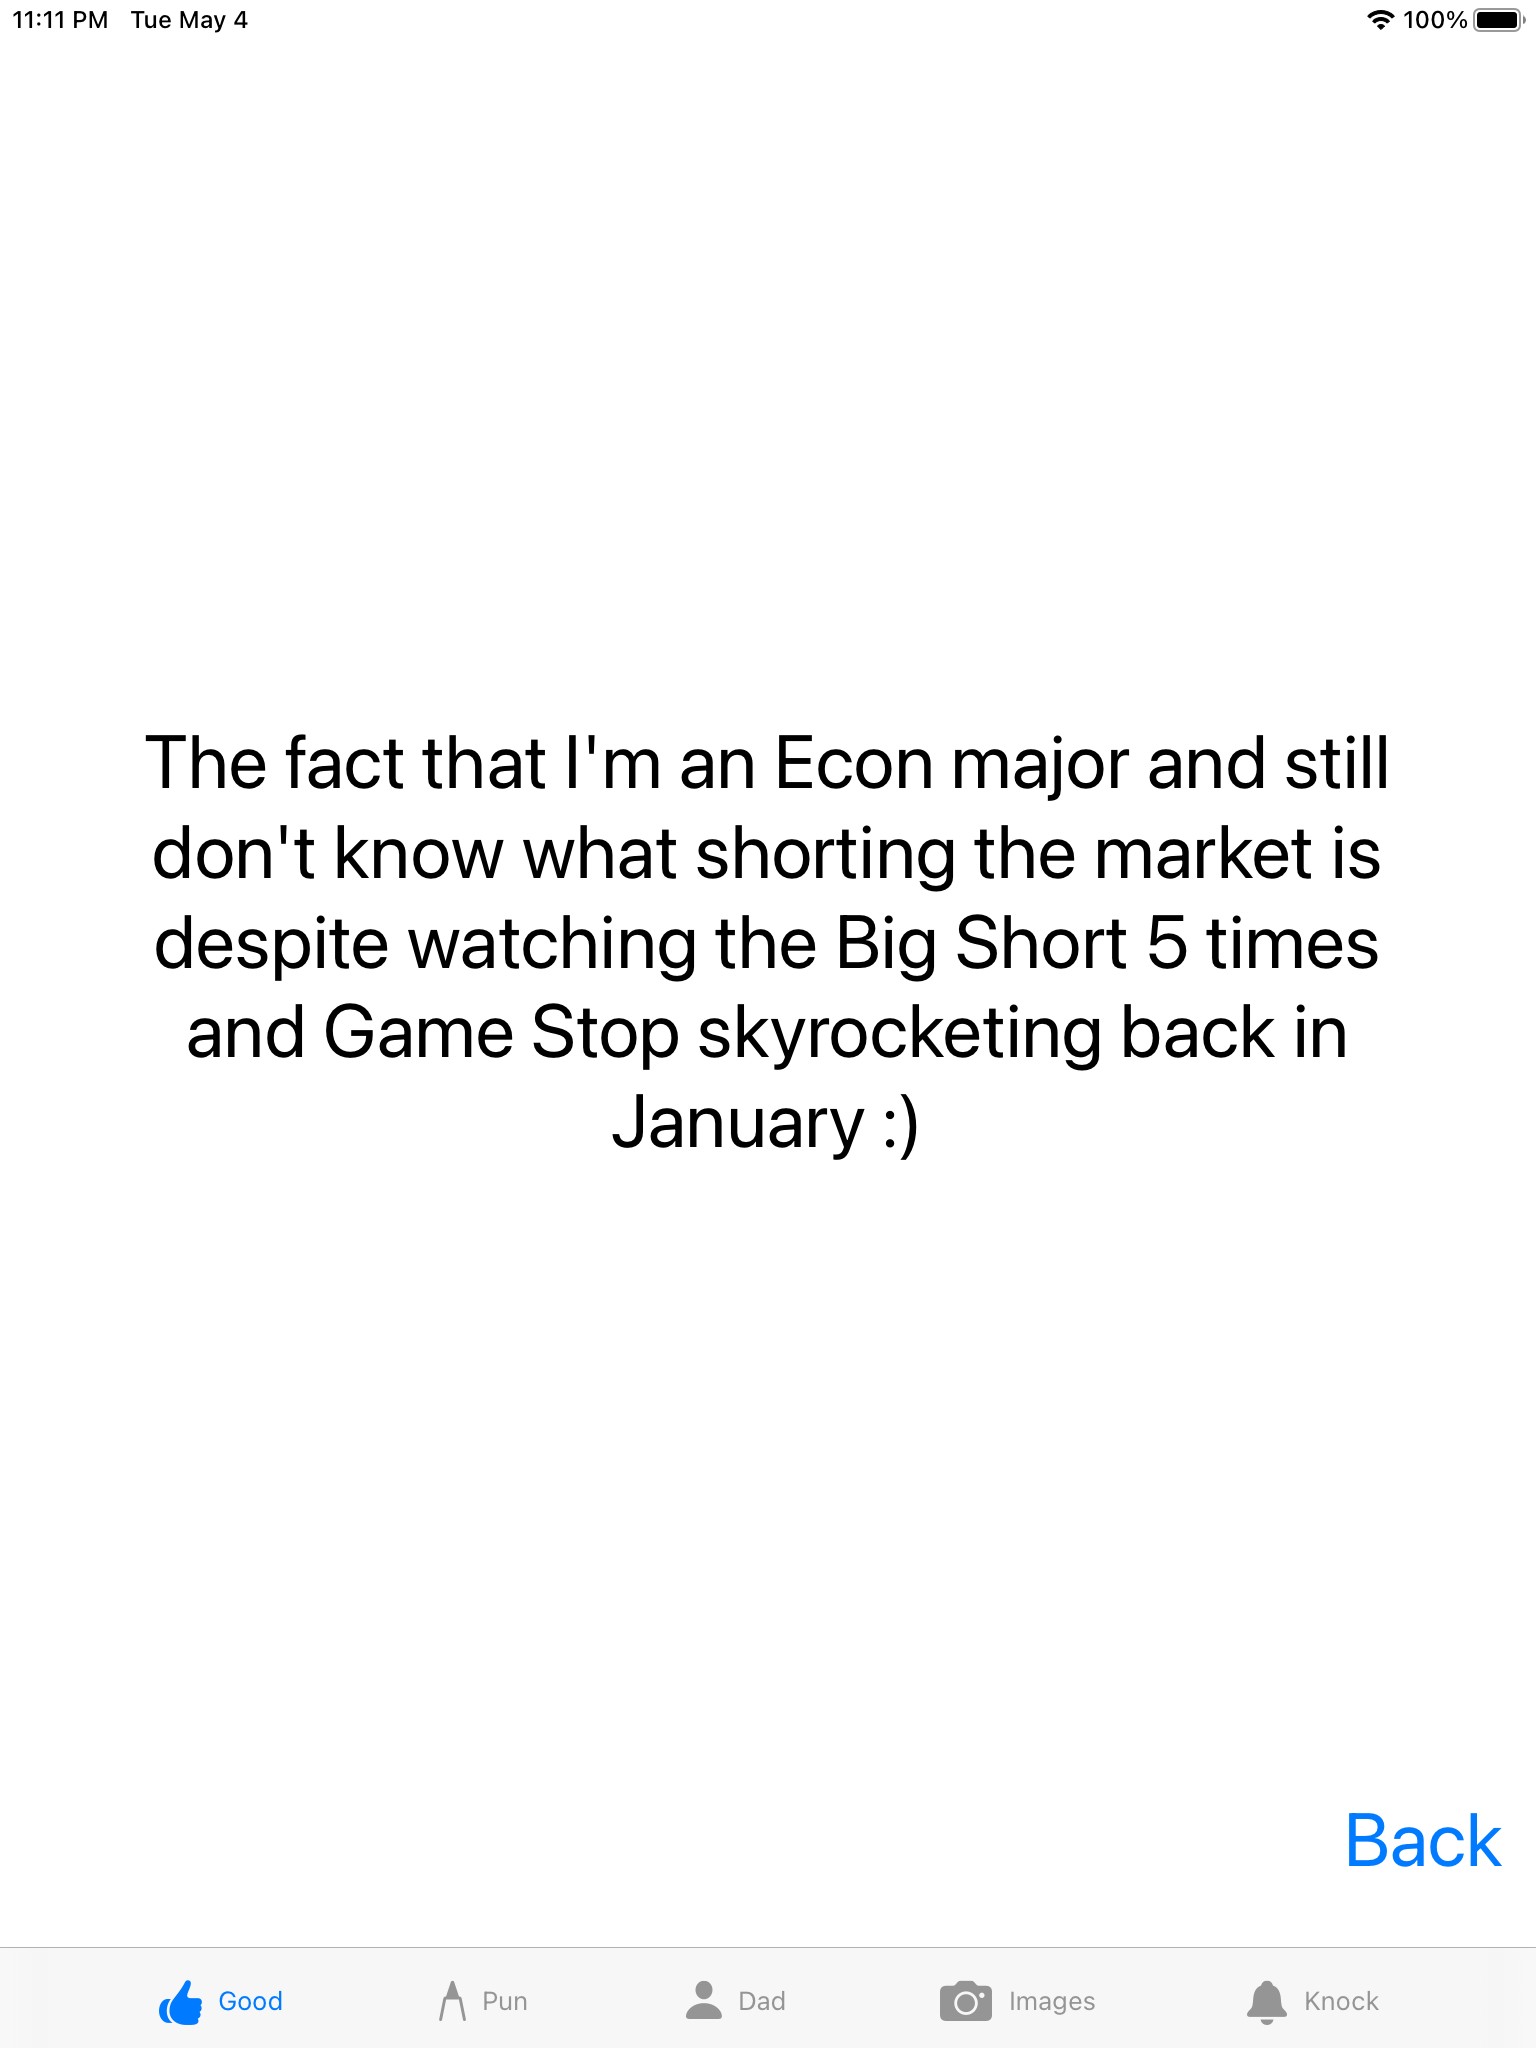 11:11 PM Tue May 4
100%
The fact that I'm an Econ major and still
don't know what shorting the market is
despite watching the Big Short 5 times
and Game Stop skyrocketing back in
January :)
Back
Good Pun Dad Images Knock